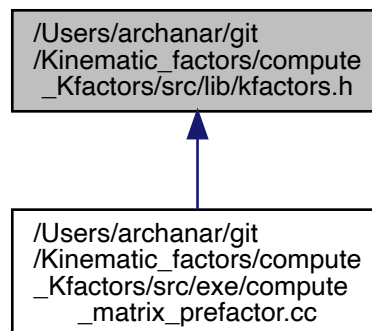 /Users/archanar/git
/Kinematic_factors/compute
_Kfactors/src/lib/kfactors.h
/Users/archanar/git
/Kinematic_factors/compute
_Kfactors/src/exe/compute
_matrix_prefactor.cc